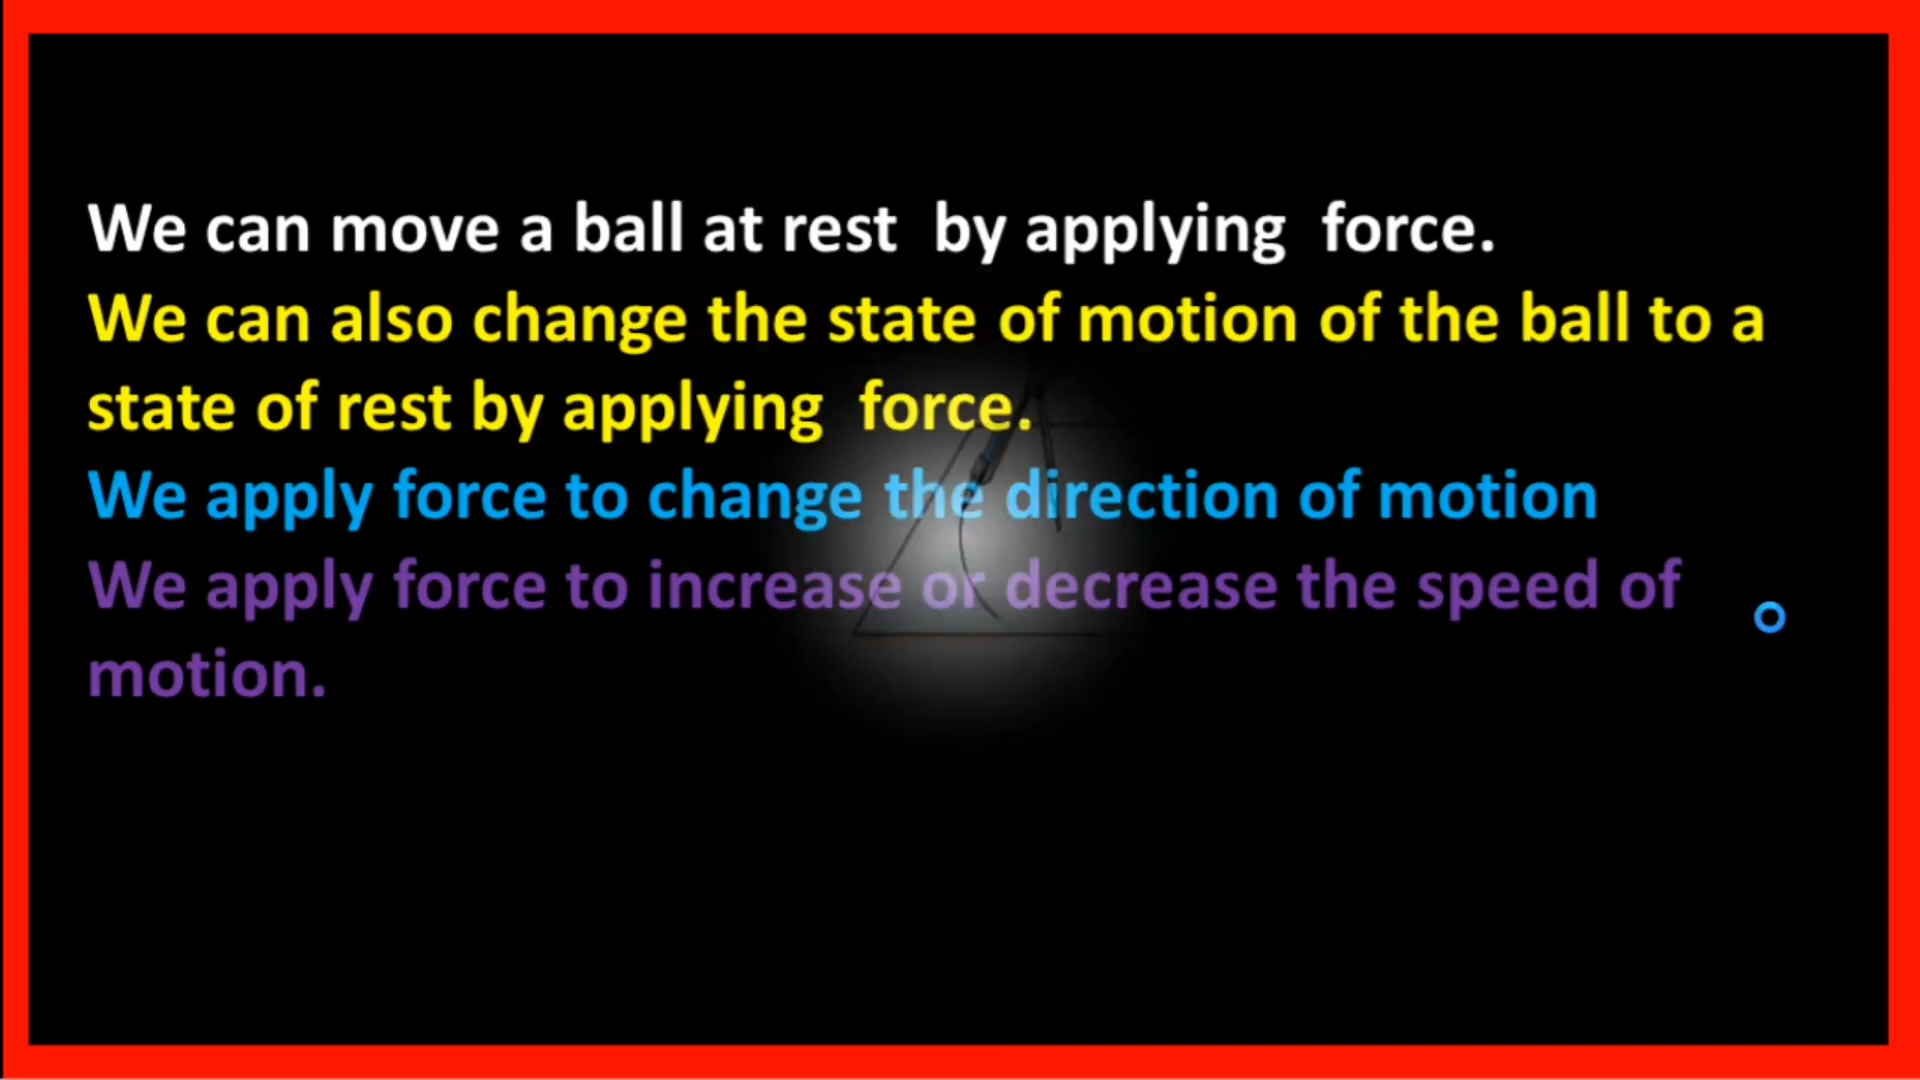 We can move a ball at rest  by applying  force.
We can also change the state of motion of the ball to a
state of rest by applying  force.
We apply force to change the direction of motion
We apply force to increase or decrease the speed of
motion.